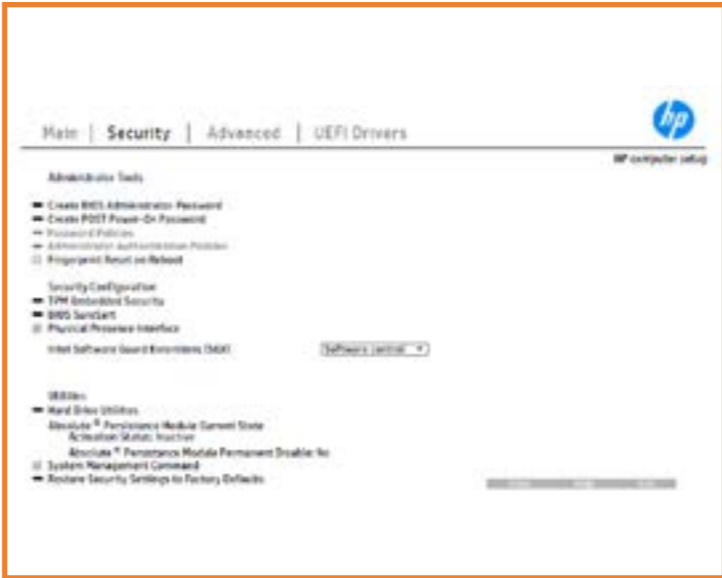 hp
Main | Security | Advanced | UEFI Drivers
HP computer setup
Administrator Tools
Create BIOS Administrator Password
Create POST Power-On Password
Password Policies
Administrator Authentication Policies
Fingerprint Reset on Reboot
Security Configuration
TPM Embedded Security
BIOS SureStart
Physical Presence Interface
Intel Software Guard Extensions (SGX) Software control
Utilities
Hard Drive Utilities
Absolute® Persistence Module Current State
Activation Status: Inactive
Absolute® Persistence Module Permanent Disable: No
System Management Command
Restore Security Settings to Factory Defaults